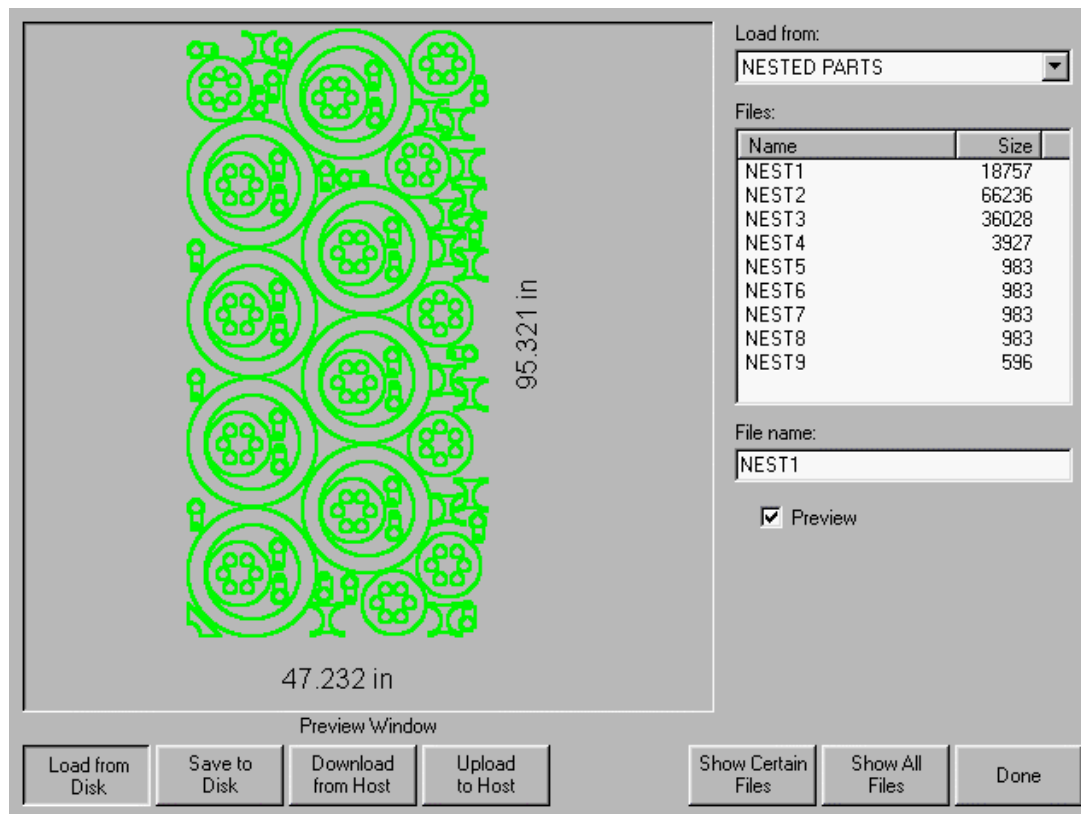 Load from:
NESTED PARTS
Files:
Name Size
NEST1 18757
NEST2 66236
NEST3 36028
NEST4 3927
NEST5 983
NEST6 983
NEST7 983
NEST8 983
NEST9 596
File name:
NEST1
Preview
95.321 in
47.232 in
Preview Window
Load from
Disk
Save to
Disk
Download
from Host
Upload
to Host
Show Certain
Files
Show All
Files
Done